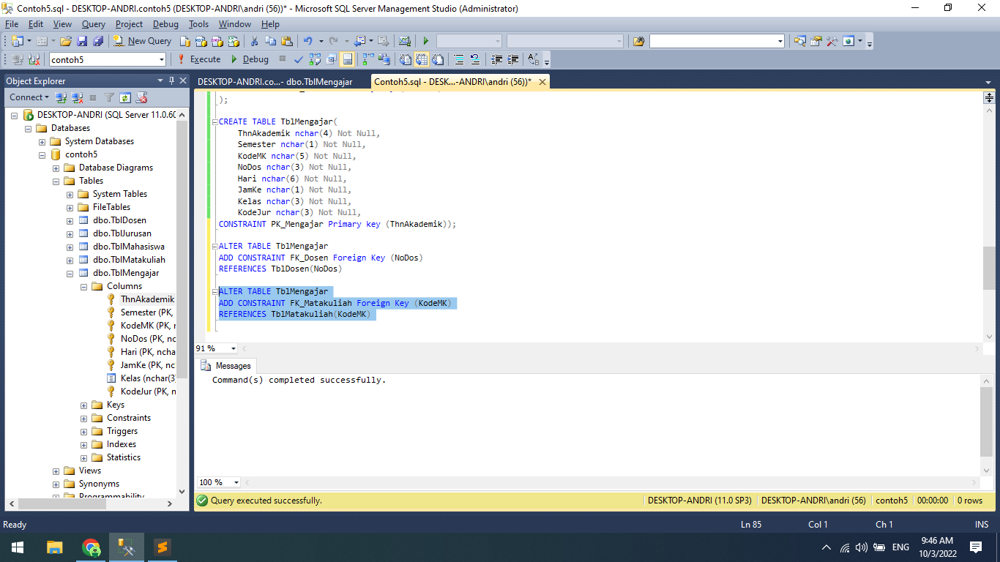 Contoh5.sql - DESKTOP-ANDRI.contoh5 (DESKTOP-ANDRI\andri (56))* - Microsoft SQL Server Management Studio (Administrator)
File Edit View Query Project Debug Tools Window Help
New Query
contoh5 Execute Debug
Object Explorer
Connect
DESKTOP-ANDRI (SQL Server 11.0.60
Databases
System Databases
contoh5
Database Diagrams
Tables
System Tables
FileTables
dbo.TblDosen
dbo.TblJurusan
dbo.TblMahasiswa
dbo.TblMatakuliah
dbo.TblMengajar
Columns
ThnAkademik
Semester (PK,
KodeMK (PK, n
NoDos (PK, nc
Hari (PK, ncha
JamKe (PK, nc
Kelas (nchar(3)
KodeJur (PK, n
Keys
Constraints
Triggers
Indexes
Statistics
Views
Synonyms
Programmability
DESKTOP-ANDRI.co...- dbo.TblMengajar
Contoh5.sql - DESK...-ANDRI\andri (56))*
);
CREATE TABLE TblMengajar(
ThnAkademik nchar(4) Not Null,
Semester nchar(1) Not Null,
KodeMK nchar(5) Not Null,
NoDos nchar(3) Not Null,
Hari nchar(6) Not Null,
JamKe nchar(1) Not Null,
Kelas nchar(3) Not Null,
KodeJur nchar(3) Not Null,
CONSTRAINT PK_Mengajar Primary key (ThnAkademik));
ALTER TABLE TblMengajar
ADD CONSTRAINT FK_Dosen Foreign Key (NoDos)
REFERENCES TblDosen(NoDos)
ALTER TABLE TblMengajar
ADD CONSTRAINT FK_Matakuliah Foreign Key (KodeMK)
REFERENCES TblMatakuliah(KodeMK)
91 %
Messages
Command(s) completed successfully.
100 %
Query executed successfully.
DESKTOP-ANDRI (11.0 SP3) DESKTOP-ANDRI\andri (56) contoh5 00:00:00 0 rows
Ready
Ln 85 Col 1 Ch 1 INS
ENG
9:46 AM
10/3/2022